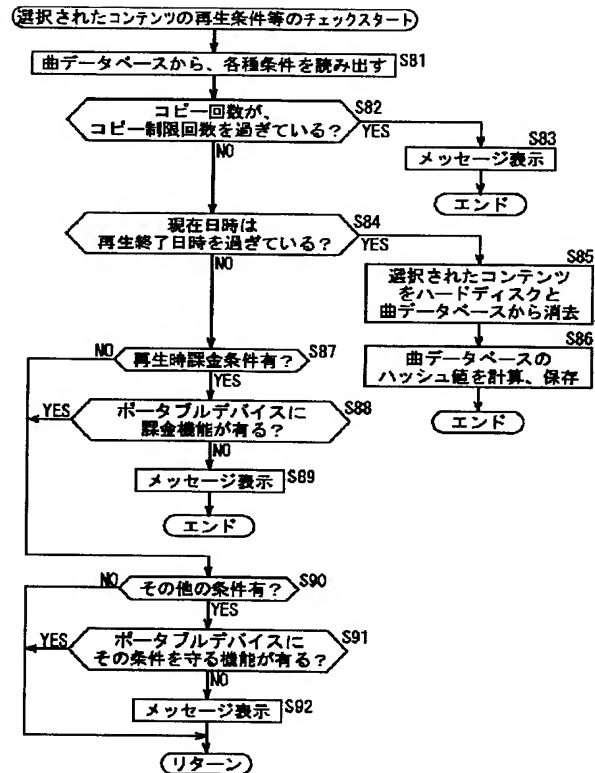 選択されたコンテンツの再生条件等のチェックスタート
曲データベースから、各種条件を読み出す
S81
コピー回数が、
コピー制限回数を過ぎている?
S82
YES
NO
S83
メッセージ表示
エンド
現在日時は
再生終了日時を過ぎている?
S84
YES
NO
S85
選択されたコンテンツ
をハードディスクと
曲データベースから消去
S86
曲データベースの
ハッシュ値を計算、保存
エンド
NO
再生時課金条件有?
S87
YES
YES
ポータブルデバイスに
課金機能が有る?
S88
NO
メッセージ表示
S89
エンド
NO
その他の条件有?
S90
YES
YES
ポータブルデバイスに
その条件を守る機能が有る?
S91
NO
メッセージ表示
S92
リターン